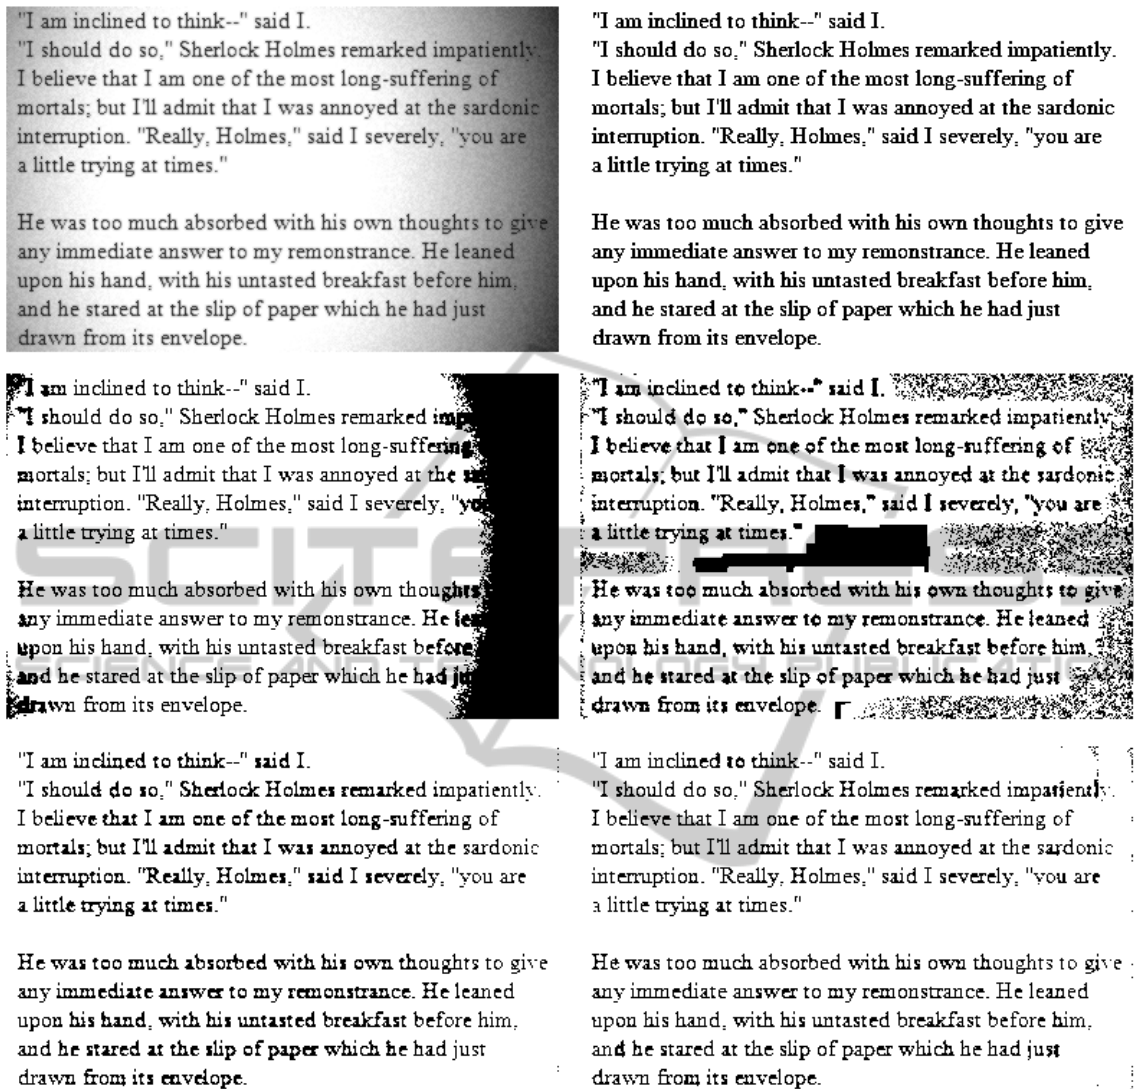 "I am inclined to think--" said I.
"I should do so," Sherlock Holmes remarked impatiently.
I believe that I am one of the most long-suffering of
mortals; but I'll admit that I was annoyed at the sardonic
interruption. "Really, Holmes," said I severely, "you are
a little trying at times."
He was too much absorbed with his own thoughts to give
any immediate answer to my remonstrance. He leaned
upon his hand, with his untasted breakfast before him,
and he stared at the slip of paper which he had just
drawn from its envelope.
"I am inclined to think--" said I.
"I should do so," Sherlock Holmes remarked impatiently.
I believe that I am one of the most long-suffering of
mortals; but I'll admit that I was annoyed at the sardonic
interruption. "Really, Holmes," said I severely, "you are
a little trying at times."
He was too much absorbed with his own thoughts to give
any immediate answer to my remonstrance. He leaned
upon his hand, with his untasted breakfast before him,
and he stared at the slip of paper which he had just
drawn from its envelope.
"I am inclined to think--" said I.
"I should do so," Sherlock Holmes remarked
I believe that I am one of the most long-suffering
mortals; but I'll admit that I was annoyed at the
interruption. "Really, Holmes," said I severely,
a little trying at times."
He was too much absorbed with his own thoughts
any immediate answer to my remonstrance. He
upon his hand, with his untasted breakfast before
and he stared at the slip of paper which he had
drawn from its envelope.
"I am inclined to think--" said I.
"I should do so," Sherlock Holmes remarked impatiently.
I believe that I am one of the most long-suffering of
mortals; but I'll admit that I was annoyed at the sardonic
interruption. "Really, Holmes," said I severely, "you are
a little trying at times."
He was too much absorbed with his own thoughts to give
any immediate answer to my remonstrance. He leaned
upon his hand, with his untasted breakfast before him,
and he stared at the slip of paper which he had just
drawn from its envelope.
"I am inclined to think--" said I.
"I should do so," Sherlock Holmes remarked impatiently.
I believe that I am one of the most long-suffering of
mortals; but I'll admit that I was annoyed at the sardonic
interruption. "Really, Holmes," said I severely, "you are
a little trying at times."
He was too much absorbed with his own thoughts to give
any immediate answer to my remonstrance. He leaned
upon his hand, with his untasted breakfast before him,
and he stared at the slip of paper which he had just
drawn from its envelope.
"I am inclined to think--" said I.
"I should do so," Sherlock Holmes remarked impatiently.
I believe that I am one of the most long-suffering of
mortals; but I'll admit that I was annoyed at the sardonic
interruption. "Really, Holmes," said I severely, "you are
a little trying at times."
He was too much absorbed with his own thoughts to give
any immediate answer to my remonstrance. He leaned
upon his hand, with his untasted breakfast before him,
and he stared at the slip of paper which he had just
drawn from its envelope.
SCITEPRESS
SCIENCE AND TECHNOLOGY PUBLICATIONS